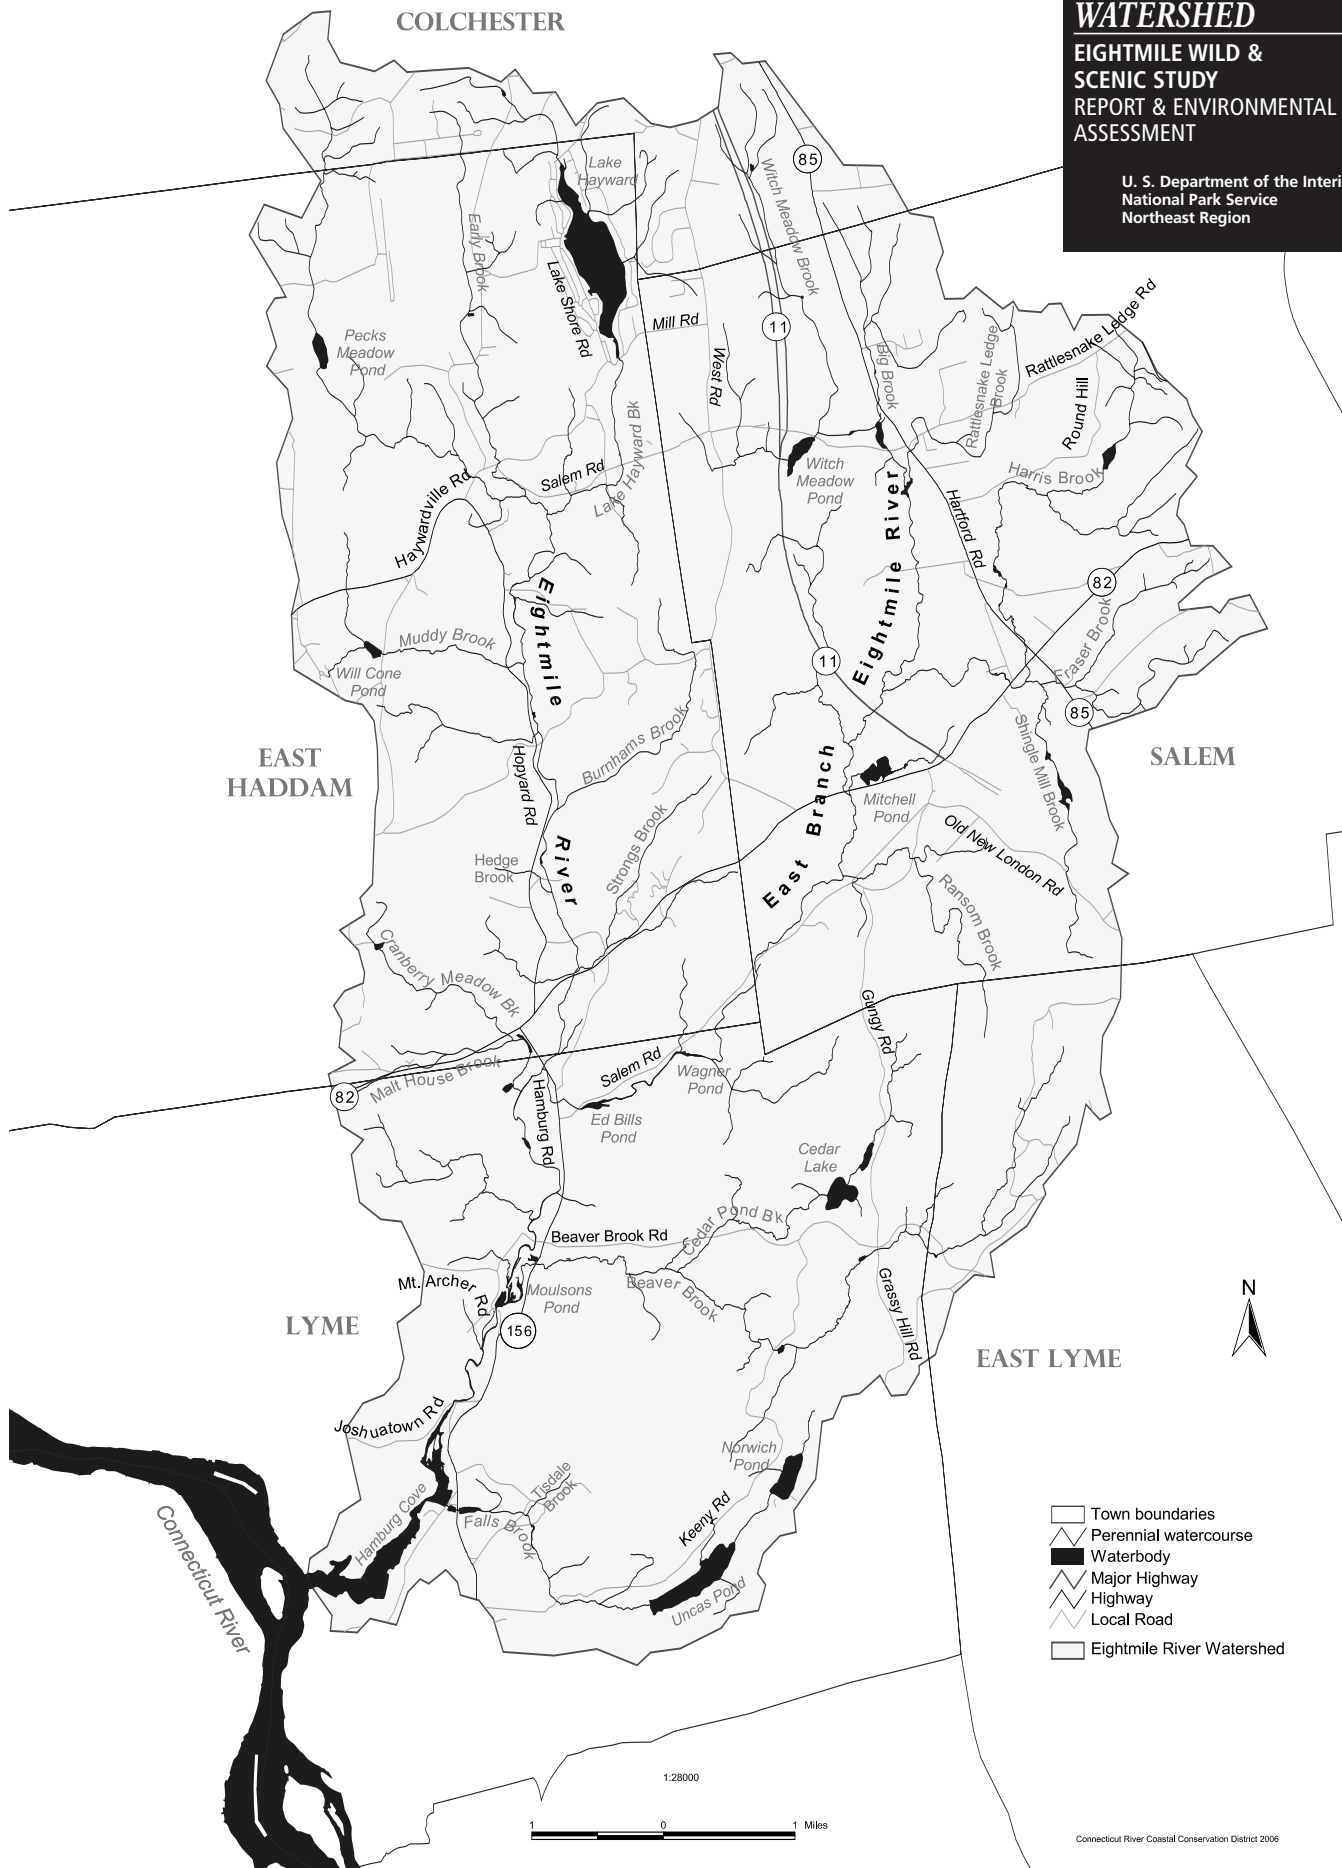 COLCHESTER
WATERSHED
EIGHTMILE WILD &
SCENIC STUDY
REPORT & ENVIRONMENTAL
ASSESSMENT
U. S. Department of the Interi
National Park Service
Northeast Region
85
Lake
Hayward
Witch Meadow Brook
Early Brook
Lake Shore Rd
Mill Rd
11
Pecks
Meadow
Pond
West Rd
Big Brook
Rattlesnake Ledge
Brook
Rattlesnake Ledge Rd
Round Hill
Lake Hayward Bk
Salem Rd
Haywardville Rd
Witch
Meadow
Pond
Harris Brook
Hartford Rd
82
Eightmile
River
Eightmile River
East Branch
Muddy Brook
Will Cone
Pond
11
Fraser Brook
85
Shingle Mill Brook
EAST
HADDAM
SALEM
Hopyard Rd
Burnhams Brook
Mitchell
Pond
Old New London Rd
Strongs Brook
Hedge
Brook
Ransom Brook
Cranberry Meadow Bk
Gungy Rd
Malt House Brook
82
Salem Rd
Wagner
Pond
Hamburg Rd
Ed Bills
Pond
Cedar
Lake
Cedar Pond Bk
Beaver Brook Rd
Mt. Archer
Rd
Moulsons
Pond
Beaver Brook
Grassy Hill Rd
N
LYME
156
EAST LYME
Joshuatown Rd
Norwich
Pond
Tisdale
Brook
Hamburg Cove
Falls Brook
Keeny Rd
Connecticut River
Uncas Pond
Town boundaries
Perennial watercourse
Waterbody
Major Highway
Highway
Local Road
Eightmile River Watershed
1:28000
1 0 1 Miles
Connecticut River Coastal Conservation District 2006